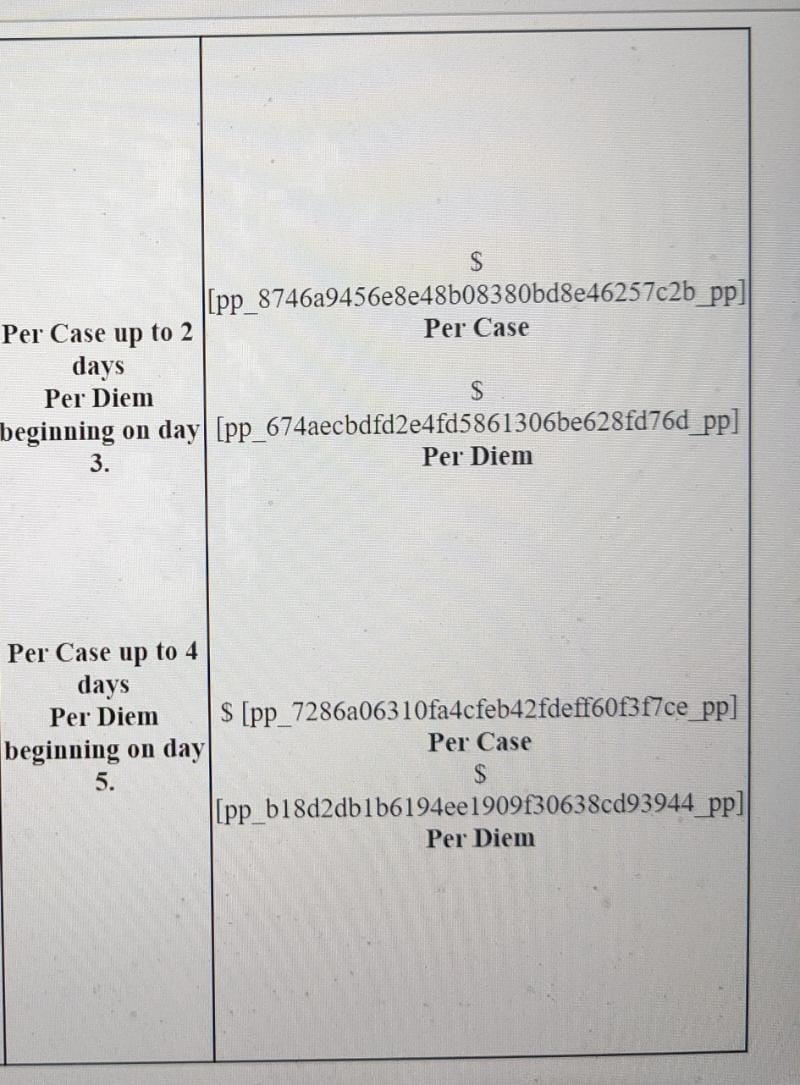 Per Case up to 2
days
Per Diem
beginning on day
3.
$
[pp_8746a9456e8e48b08380bd8e46257c2b_pp]
Per Case
$
[pp_674aecbdfd2e4fd5861306be628fd76d_pp]
Per Diem
Per Case up to 4
days
Per Diem
beginning on day
5.
$ [pp_7286a06310fa4cfeb42fdeff60f3f7ce_pp]
Per Case
$
[pp_b18d2db1b6194ee1909f30638cd93944_pp]
Per Diem